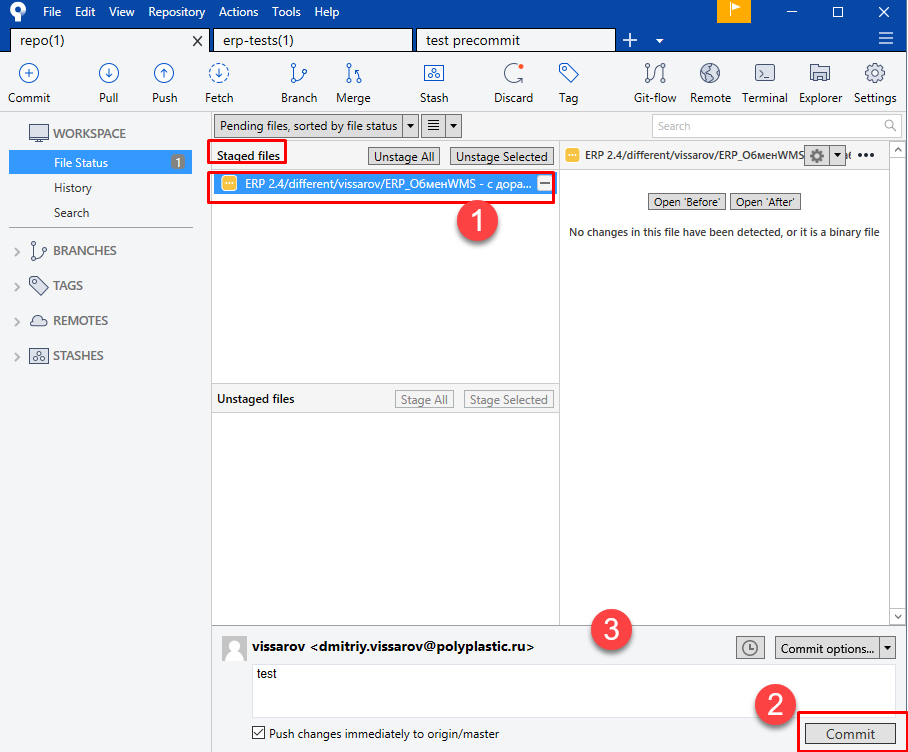 File Edit View Repository Actions Tools Help
repo(1) erp-tests(1) test precommit
Commit Pull Push Fetch Branch Merge Stash Discard Tag Git-flow Remote Terminal Explorer Settings
WORKSPACE
File Status 1
History
Search
BRANCHES
TAGS
REMOTES
STASHES
Pending files, sorted by file status
Search
Staged files Unstage All Unstage Selected
ERP 2.4/different/vissarov/ERP_ОбменWMS - с дора...
1
Unstaged files Stage All Stage Selected
ERP 2.4/different/vissarov/ERP_ОбменWMS
Open 'Before' Open 'After'
No changes in this file have been detected, or it is a binary file
3
vissarov <dmitriy.vissarov@polyplastic.ru> Commit options...
test
2
Push changes immediately to origin/master
Commit